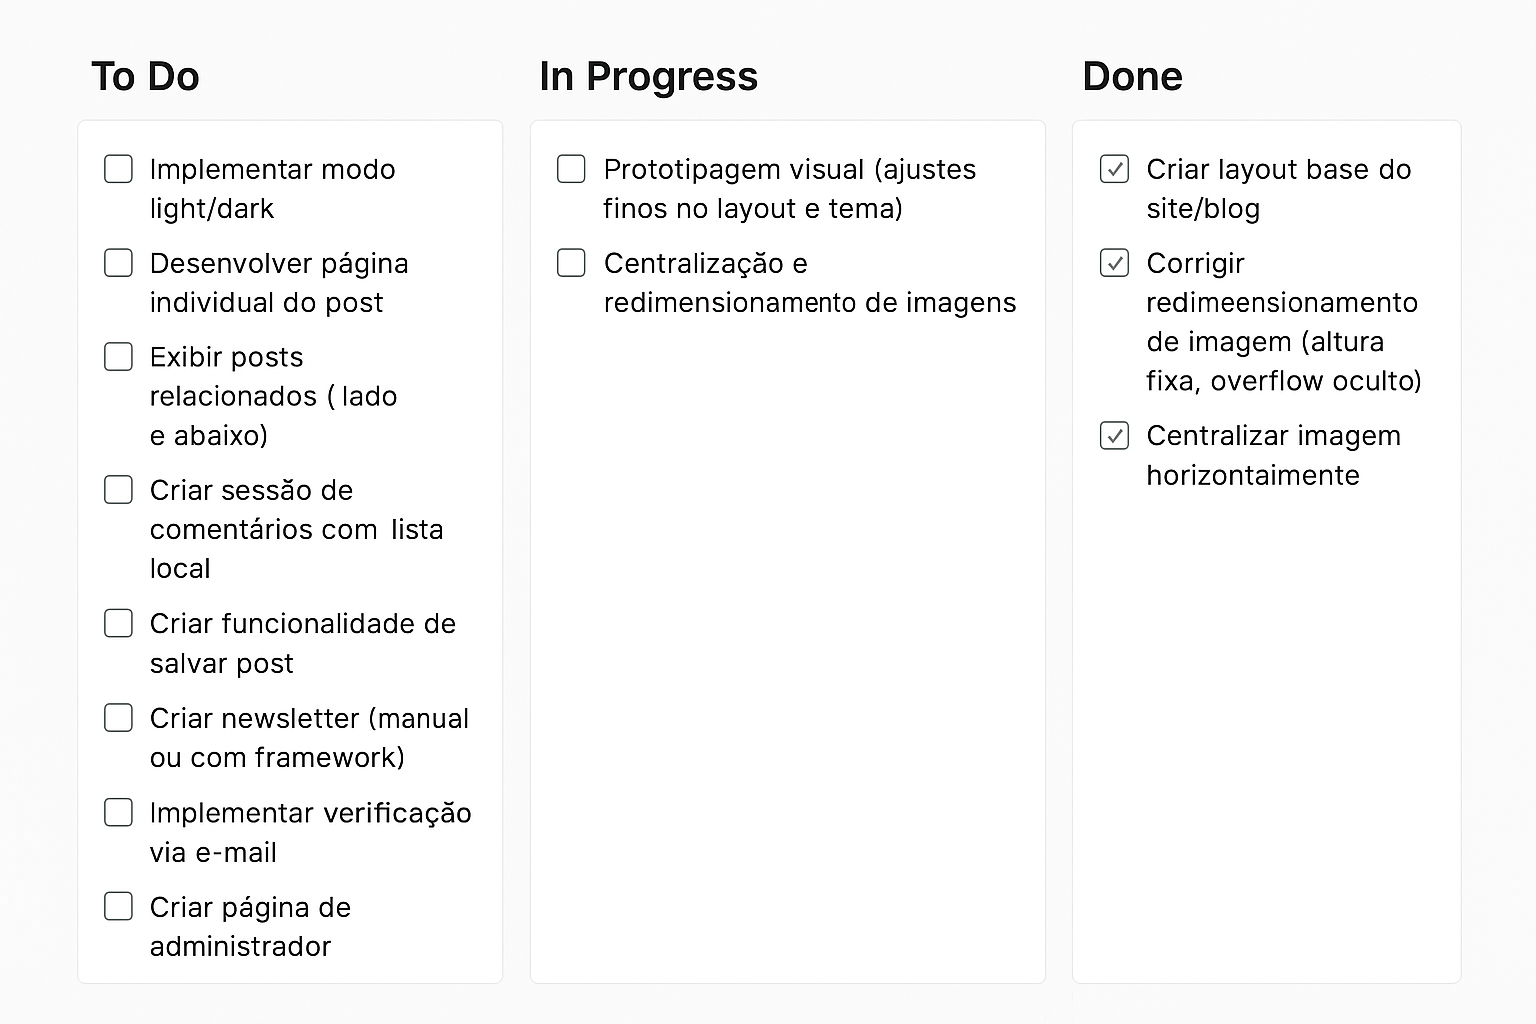 To Do
Implementar modo
light/dark
Desenvolver página
individual do post
Exibir posts
relacionados ( lado
e abaixo)
Criar sessăo de
comentários com lista
local
Criar funcionalidade de
salvar post
Criar newsletter (manual
ou com framework)
Implementar verificaçăo
via e-mail
Criar página de
administrador
In Progress
Prototipagem visual (ajustes
finos no layout e tema)
Centralizaçăo e
redimensionamento de imagens
Done
Criar layout base do
site/blog
Corrigir
redimeensionamento
de imagem (altura
fixa, overflow oculto)
Centralizar imagem
horizontaimente